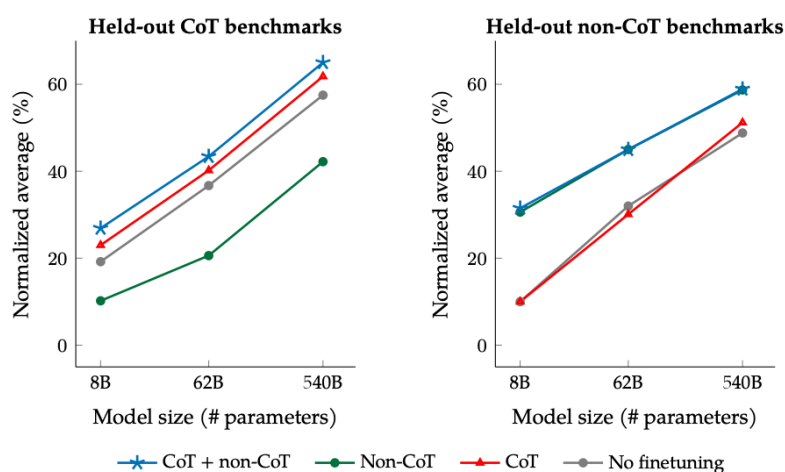 Held-out CoT benchmarks
Normalized average (%)
60
40
20
0
8B 62B 540B
Model size (# parameters)
Held-out non-CoT benchmarks
Normalized average (%)
60
40
20
0
8B 62B 540B
Model size (# parameters)
CoT + non-CoT Non-CoT CoT No finetuning